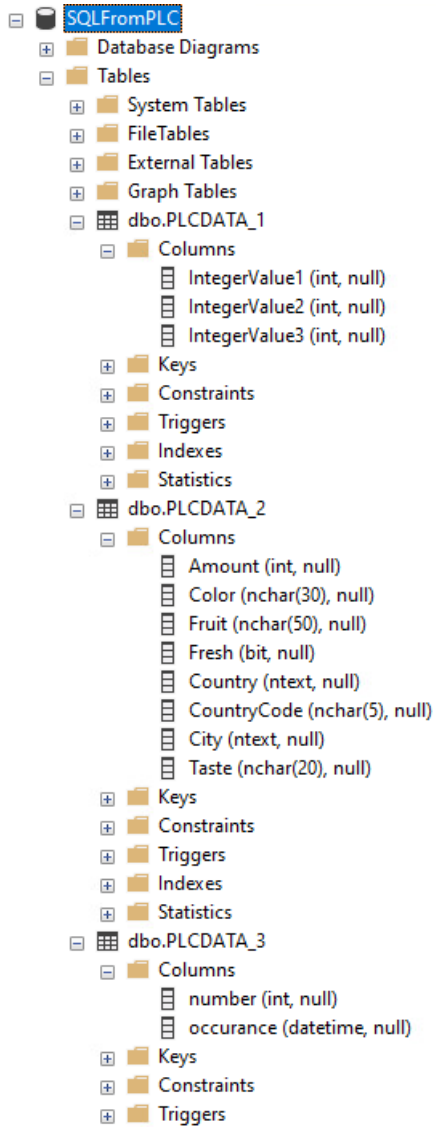 SQLFromPLC
Database Diagrams
Tables
System Tables
FileTables
External Tables
Graph Tables
dbo.PLCDATA_1
Columns
IntegerValue1 (int, null)
IntegerValue2 (int, null)
IntegerValue3 (int, null)
Keys
Constraints
Triggers
Indexes
Statistics
dbo.PLCDATA_2
Columns
Amount (int, null)
Color (nchar(30), null)
Fruit (nchar(50), null)
Fresh (bit, null)
Country (ntext, null)
CountryCode (nchar(5), null)
City (ntext, null)
Taste (nchar(20), null)
Keys
Constraints
Triggers
Indexes
Statistics
dbo.PLCDATA_3
Columns
number (int, null)
occurance (datetime, null)
Keys
Constraints
Triggers